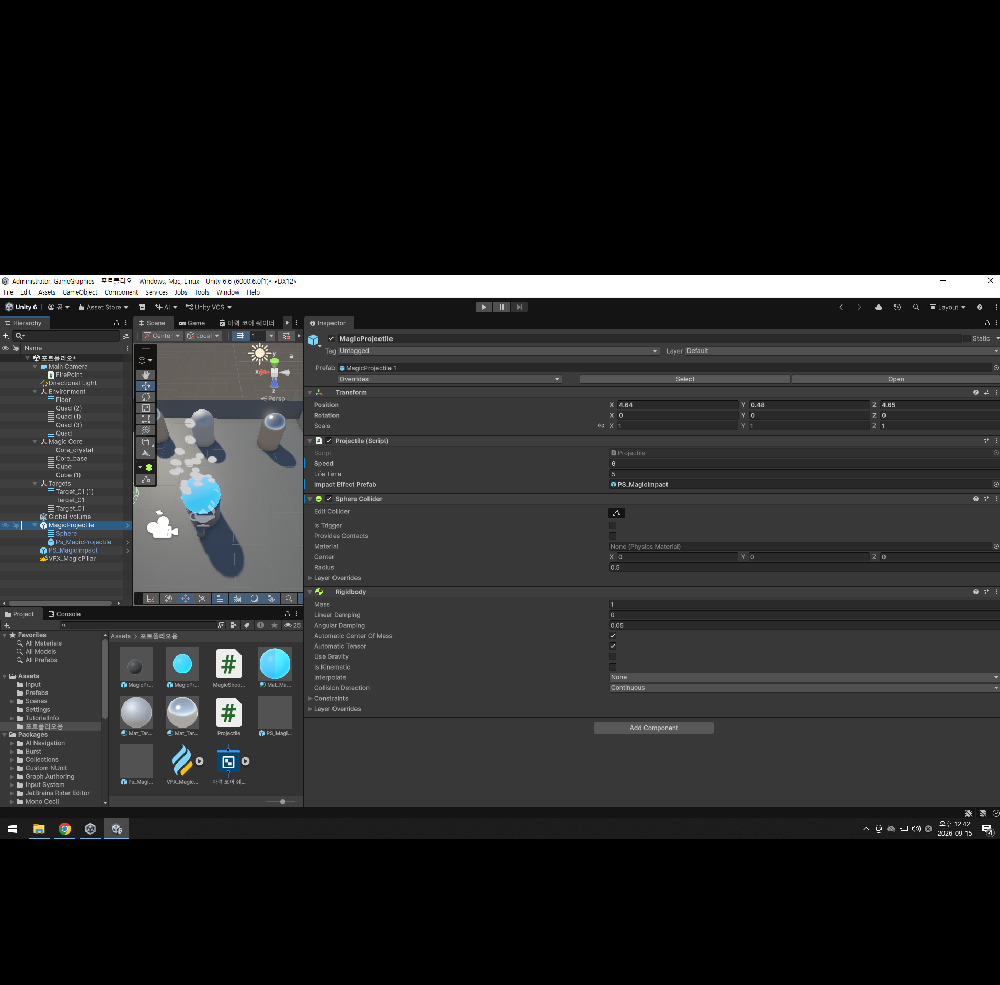 Administrator: GameGraphics - 포트폴리오 - Windows, Mac, Linux - Unity 6.6 (6000.6.0f1)* <DX12>
File Edit Assets GameObject Component Services Jobs Tools Window Help
Unity 6 공 Asset Store AI Unity VCS Layout
Hierarchy
Name
포트폴리오*
Main Camera
FirePoint
Directional Light
Environment
Floor
Quad (2)
Quad (1)
Quad (3)
Quad
Magic Core
Core_crystal
Core_base
Cube
Cube (1)
Targets
Target_01 (1)
Target_01
Target_01
Global Volume
MagicProjectile
Sphere
Ps_MagicProjectile
PS_MagicImpact
VFX_MagicPillar
Scene Game 마력 코어 쉐이더
Center Local 1
y
x
z
Persp
Inspector
MagicProjectile Static
Tag Untagged Layer Default
Prefab MagicProjectile 1
Overrides Select Open
Transform
Position X 4.64 Y 0.48 Z 4.65
Rotation X 0 Y 0 Z 0
Scale X 1 Y 1 Z 1
Projectile (Script)
Script Projectile
Speed 6
Life Time 5
Impact Effect Prefab PS_MagicImpact
Sphere Collider
Edit Collider
Is Trigger
Provides Contacts
Material None (Physics Material)
Center X 0 Y 0 Z 0
Radius 0.5
Layer Overrides
Rigidbody
Mass 1
Linear Damping 0
Angular Damping 0.05
Automatic Center Of Mass
Automatic Tensor
Use Gravity
Is Kinematic
Interpolate None
Collision Detection Continuous
Constraints
Layer Overrides
Add Component
Project Console
25
Favorites
All Materials
All Models
All Prefabs
Assets
Input
Prefabs
Scenes
Settings
TutorialInfo
포트폴리오용
Packages
AI Navigation
Burst
Collections
Custom NUnit
Graph Authoring
Input System
JetBrains Rider Editor
Mono Cecil
Assets > 포트폴리오용
MagicPr... MagicPr... MagicShoo... Mat_Ma...
Mat_Tar... Mat_Tar... Projectile PS_Magi...
Ps_Magi... VFX_Magic... 마력 코어 쉐...
오후 12:42
2026-09-15
4